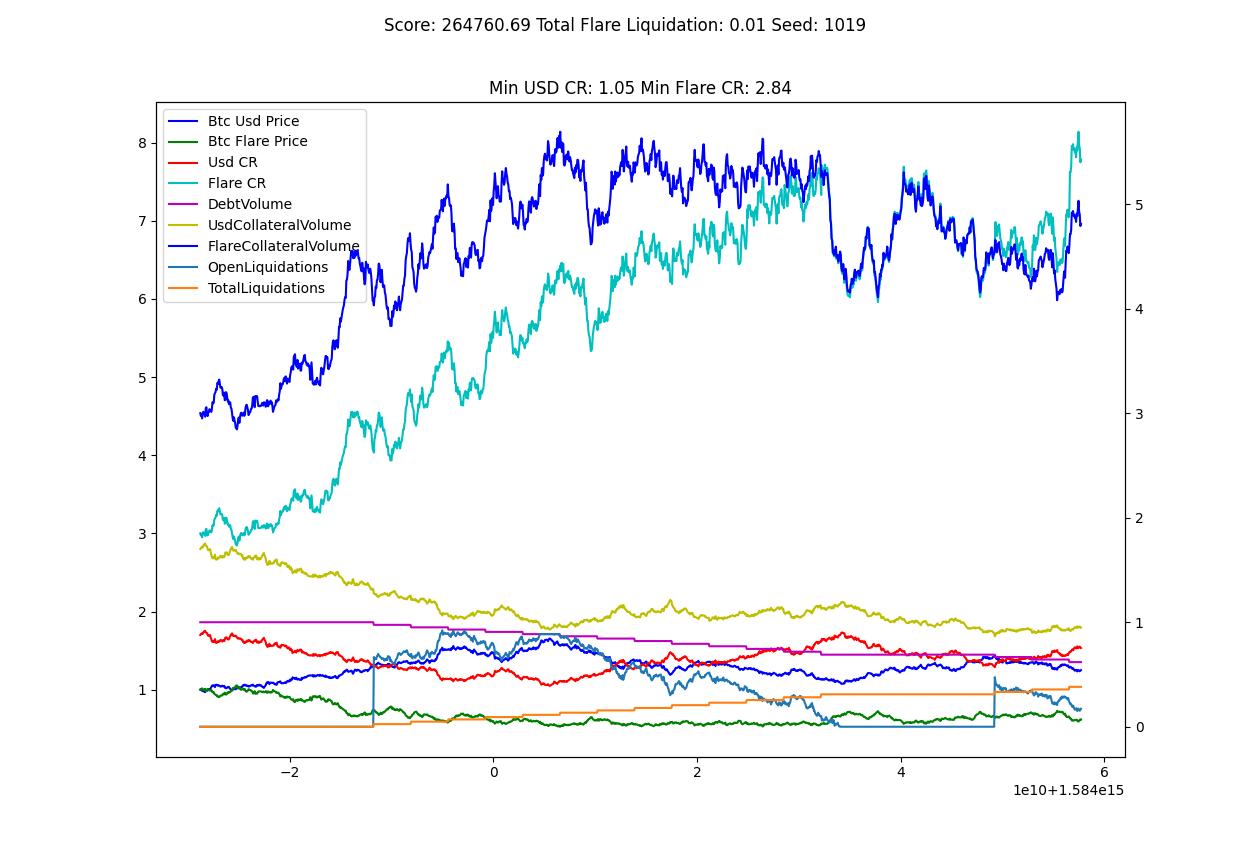 Score: 264760.69 Total Flare Liquidation: 0.01 Seed: 1019
Min USD CR: 1.05 Min Flare CR: 2.84
Btc Usd Price
Btc Flare Price
Usd CR
Flare CR
DebtVolume
UsdCollateralVolume
FlareCollateralVolume
OpenLiquidations
TotalLiquidations
8
7
6
5
4
3
2
1
5
4
3
2
1
0
−2
0
2
4
6
1e10+1.584e15